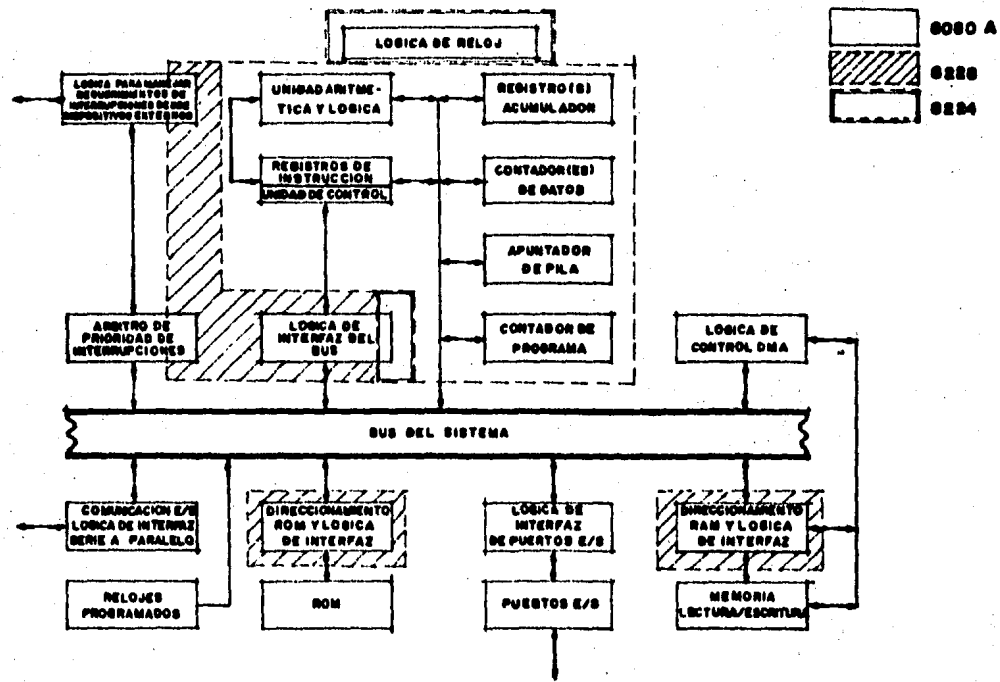 LOGICA DE RELOJ
8080 A
8228
8224
LOGICA PARA MANEJAR
REQUERIMIENTOS DE
INTERRUPCIONES DE
DISPOSITIVOS EXTERNOS
UNIDAD ARITME-
TICA Y LOGICA
REGISTRO(S)
ACUMULADOR
REGISTROS DE
INSTRUCCION
UNIDAD DE CONTROL
CONTADOR(ES)
DE DATOS
APUNTADOR
DE PILA
ARBITRO DE
PRIORIDAD DE
INTERRUPCIONES
LOGICA DE
INTERFAZ DEL
BUS
CONTADOR DE
PROGRAMA
LOGICA DE
CONTROL DMA
BUS DEL SISTEMA
COMUNICACION E/S
LOGICA DE INTERFAZ
SERIE A PARALELO
DIRECCIONAMIENTO
ROM Y LOGICA
DE INTERFAZ
LOGICA DE
INTERFAZ
DE PUERTOS E/S
DIRECCIONAMIENTO
RAM Y LOGICA
DE INTERFAZ
RELOJES
PROGRAMADOS
ROM
PUERTOS E/S
MEMORIA
LECTURA/ESCRITURA